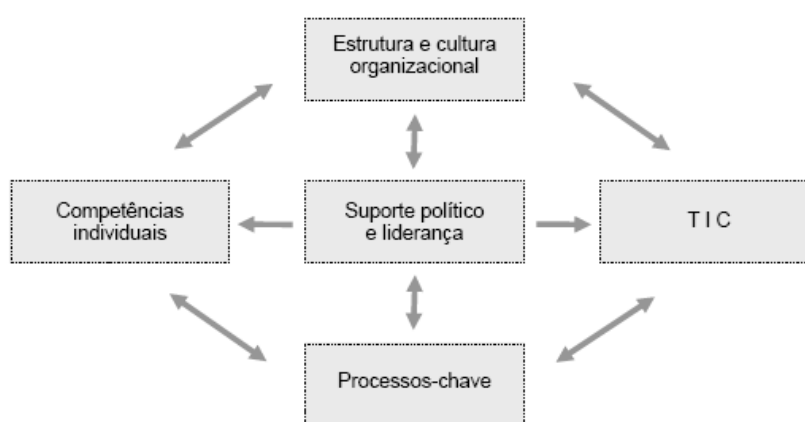 Estrutura e cultura
organizacional
Competências
individuais
Suporte político
e liderança
T I C
Processos-chave